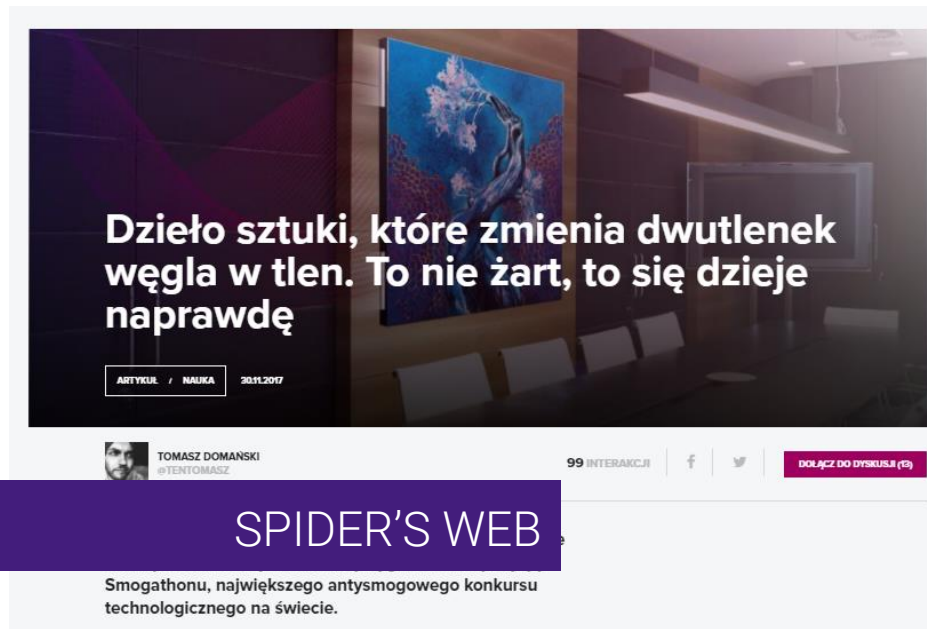 Dzieło sztuki, które zmienia dwutlenek
węgla w tlen. To nie żart, to się dzieje
naprawdę
ARTYKUŁ / NAUKA 30.11.2017
TOMASZ DOMAŃSKI
@TENTOMASZ
99 INTERAKCJI
DOŁĄCZ DO DYSKUSJI (13)
SPIDER'S WEB
Smogathonu, największego antysmogowego konkursu
technologicznego na świecie.